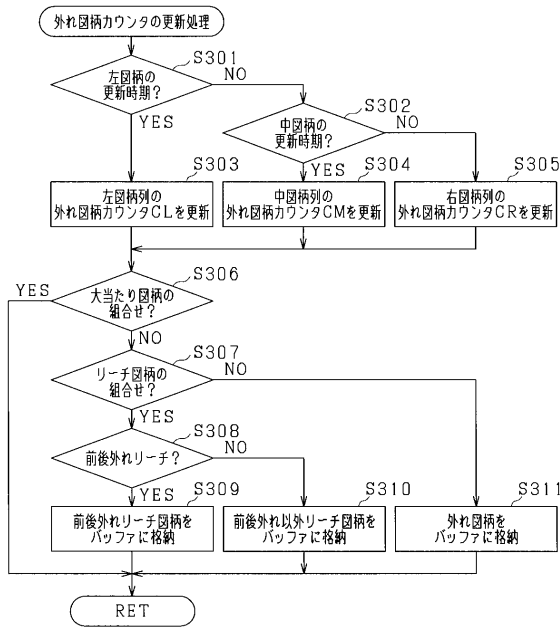 外れ図柄カウンタの更新処理
S301
左図柄の
更新時期?
NO
YES
S302
中図柄の
更新時期?
NO
YES
S303
左図柄列の
外れ図柄カウンタCLを更新
S304
中図柄列の
外れ図柄カウンタCMを更新
S305
右図柄列の
外れ図柄カウンタCRを更新
S306
大当たり図柄の
組合せ?
YES
NO
S307
リーチ図柄の
組合せ?
NO
YES
S308
前後外れリーチ?
NO
YES
S309
前後外れリーチ図柄を
バッファに格納
S310
前後外れ以外リーチ図柄を
バッファに格納
S311
外れ図柄を
バッファに格納
RET